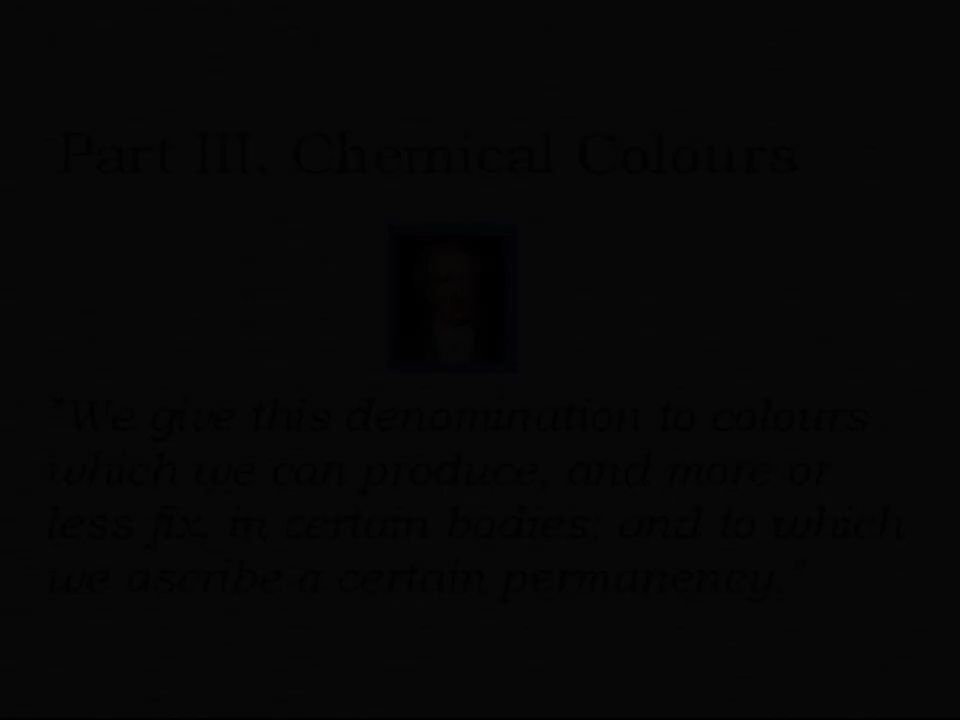 Part III. Chemical Colours
"We give this denomination to colours
which we can produce, and more or
less fix, in certain bodies; and to which
we ascribe a certain permanency."